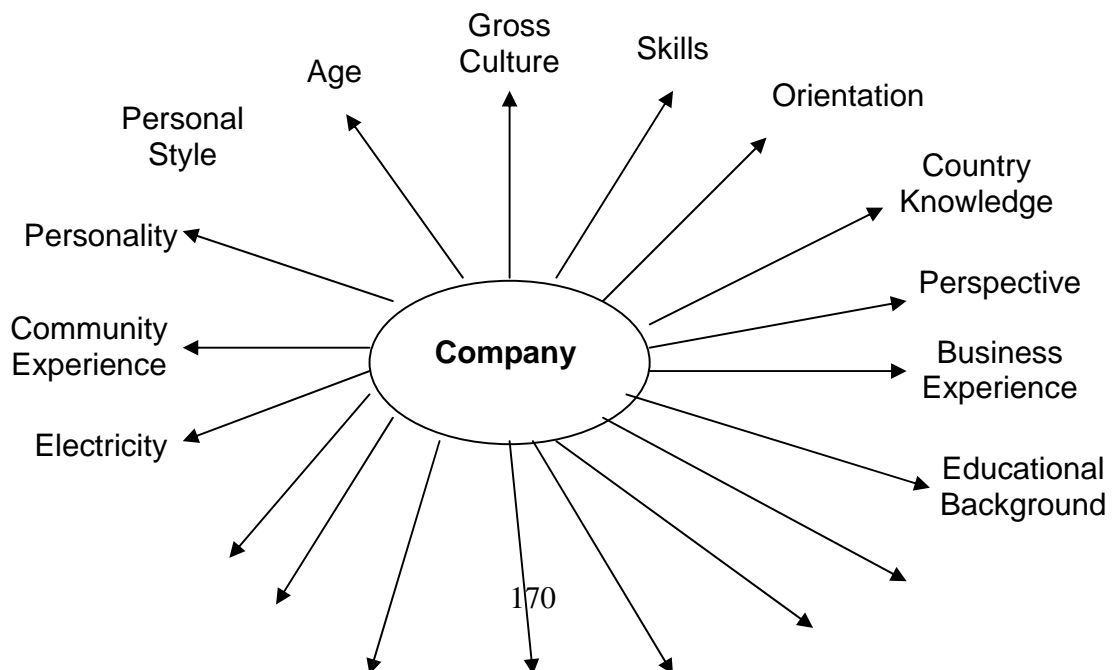 Gross
Culture
Skills
Age
Orientation
Personal
Style
Country
Knowledge
Personality
Perspective
Community
Experience
Company
Business
Experience
Electricity
Educational
Background
170